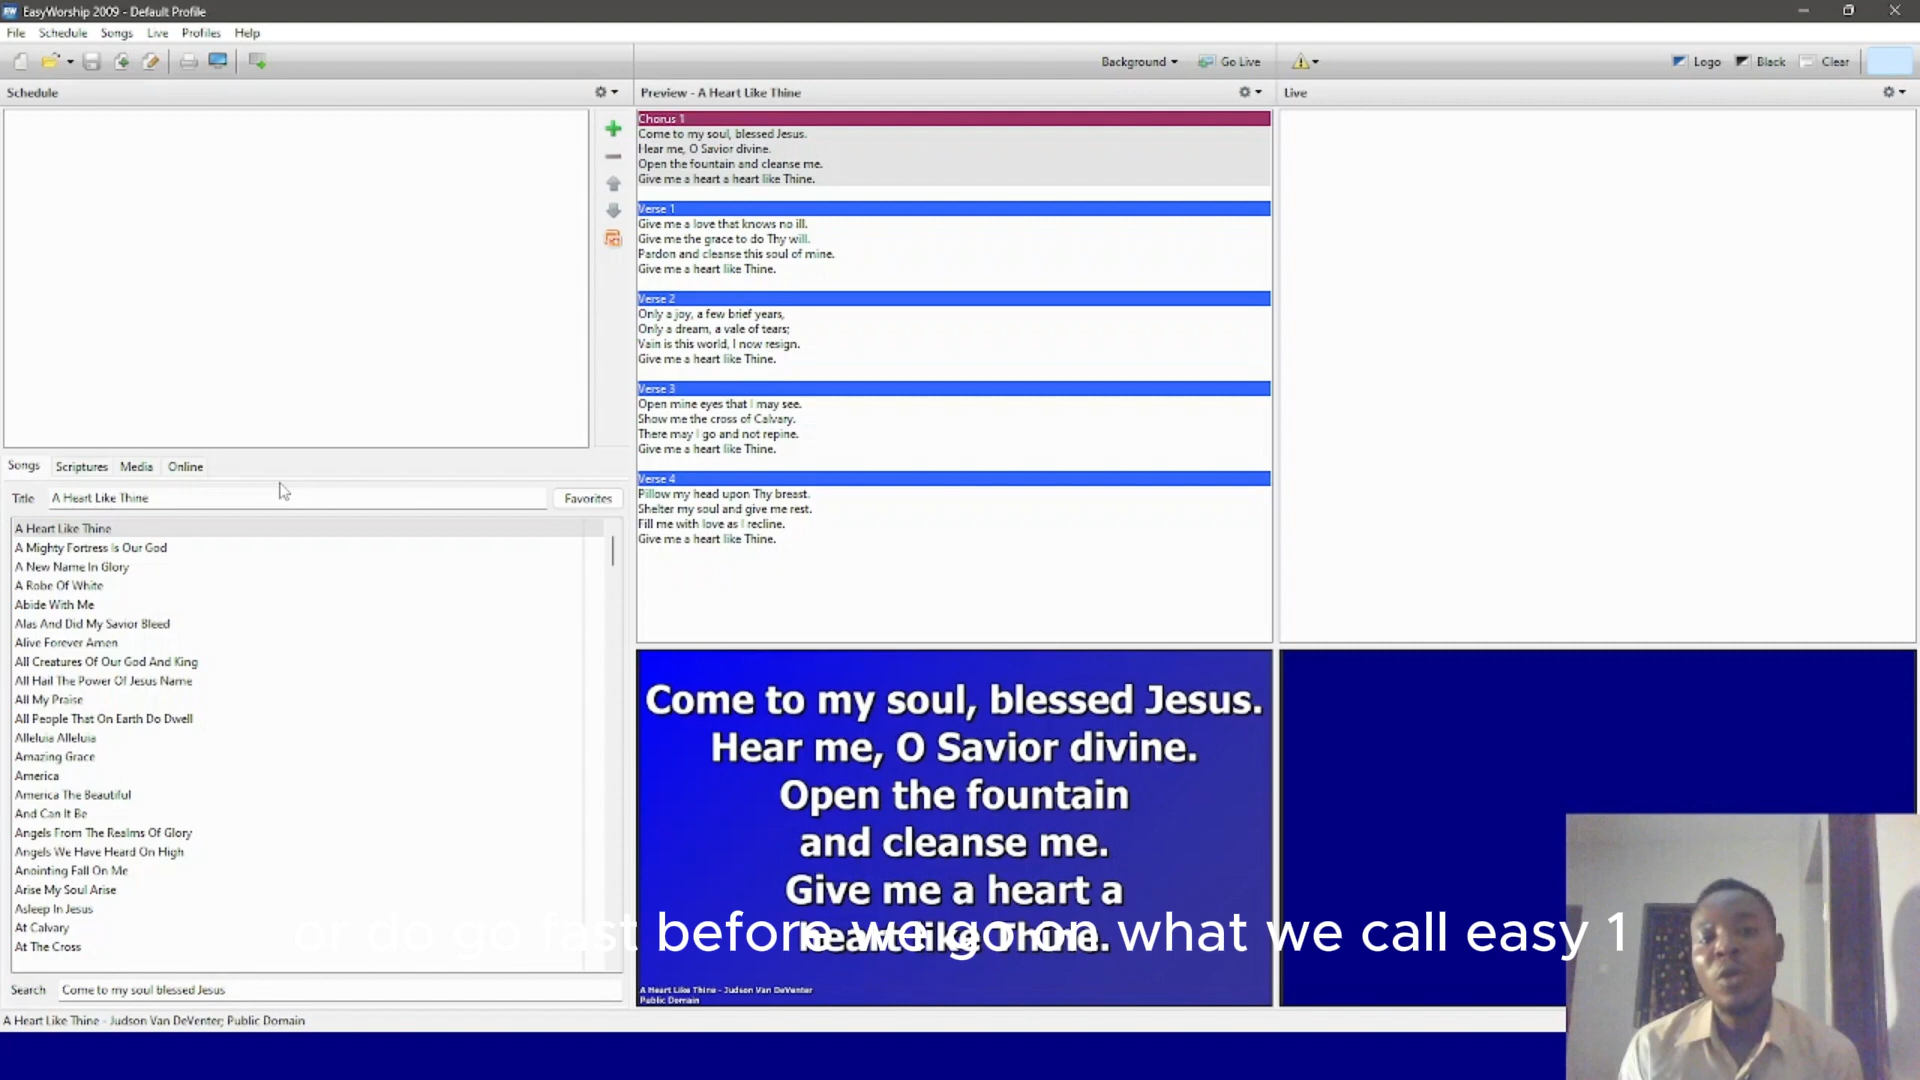 EasyWorship 2009 - Default Profile
File Schedule Songs Live Profiles Help
Background Go Live Logo Black Clear
Schedule
Preview - A Heart Like Thine
Live
Chorus 1
Come to my soul, blessed Jesus.
Hear me, O Savior divine.
Open the fountain and cleanse me.
Give me a heart a heart like Thine.
Verse 1
Give me a love that knows no ill.
Give me the grace to do Thy will.
Pardon and cleanse this soul of mine.
Give me a heart like Thine.
Verse 2
Only a joy, a few brief years,
Only a dream, a vale of tears;
Vain is this world, I now resign.
Give me a heart like Thine.
Verse 3
Open mine eyes that I may see.
Show me the cross of Calvary.
There may I go and not repine.
Give me a heart like Thine.
Verse 4
Pillow my head upon Thy breast.
Shelter my soul and give me rest.
Fill me with love as I recline.
Give me a heart like Thine.
Songs Scriptures Media Online
Title A Heart Like Thine Favorites
A Heart Like Thine
A Mighty Fortress Is Our God
A New Name In Glory
A Robe Of White
Abide With Me
Alas And Did My Savior Bleed
Alive Forever Amen
All Creatures Of Our God And King
All Hail The Power Of Jesus Name
All My Praise
All People That On Earth Do Dwell
Alleluia Alleluia
Amazing Grace
America
America The Beautiful
And Can It Be
Angels From The Realms Of Glory
Angels We Have Heard On High
Anointing Fall On Me
Arise My Soul Arise
Asleep In Jesus
At Calvary
At The Cross
Search Come to my soul blessed Jesus
A Heart Like Thine - Judson Van DeVenter; Public Domain
Come to my soul, blessed Jesus.
Hear me, O Savior divine.
Open the fountain
and cleanse me.
Give me a heart a
heart like Thine.
A Heart Like Thine - Judson Van DeVenter
Public Domain
or do go fast before we go on what we call easy 1